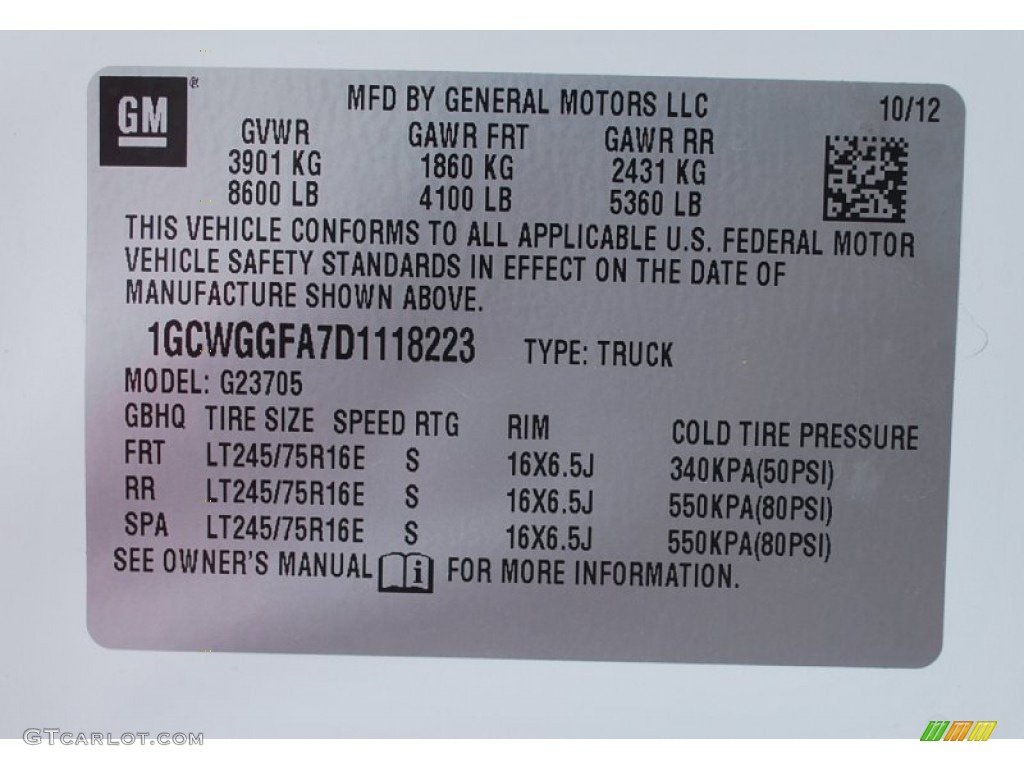 GM ®
MFD BY GENERAL MOTORS LLC 10/12
GVWR GAWR FRT GAWR RR
3901 KG 1860 KG 2431 KG
8600 LB 4100 LB 5360 LB
THIS VEHICLE CONFORMS TO ALL APPLICABLE U.S. FEDERAL MOTOR
VEHICLE SAFETY STANDARDS IN EFFECT ON THE DATE OF
MANUFACTURE SHOWN ABOVE.
1GCWGGFA7D1118223 TYPE: TRUCK
MODEL: G23705
GBHQ TIRE SIZE SPEED RTG RIM COLD TIRE PRESSURE
FRT LT245/75R16E S 16X6.5J 340KPA(50PSI)
RR LT245/75R16E S 16X6.5J 550KPA(80PSI)
SPA LT245/75R16E S 16X6.5J 550KPA(80PSI)
SEE OWNER'S MANUAL i FOR MORE INFORMATION.
GTCARLOT.COM